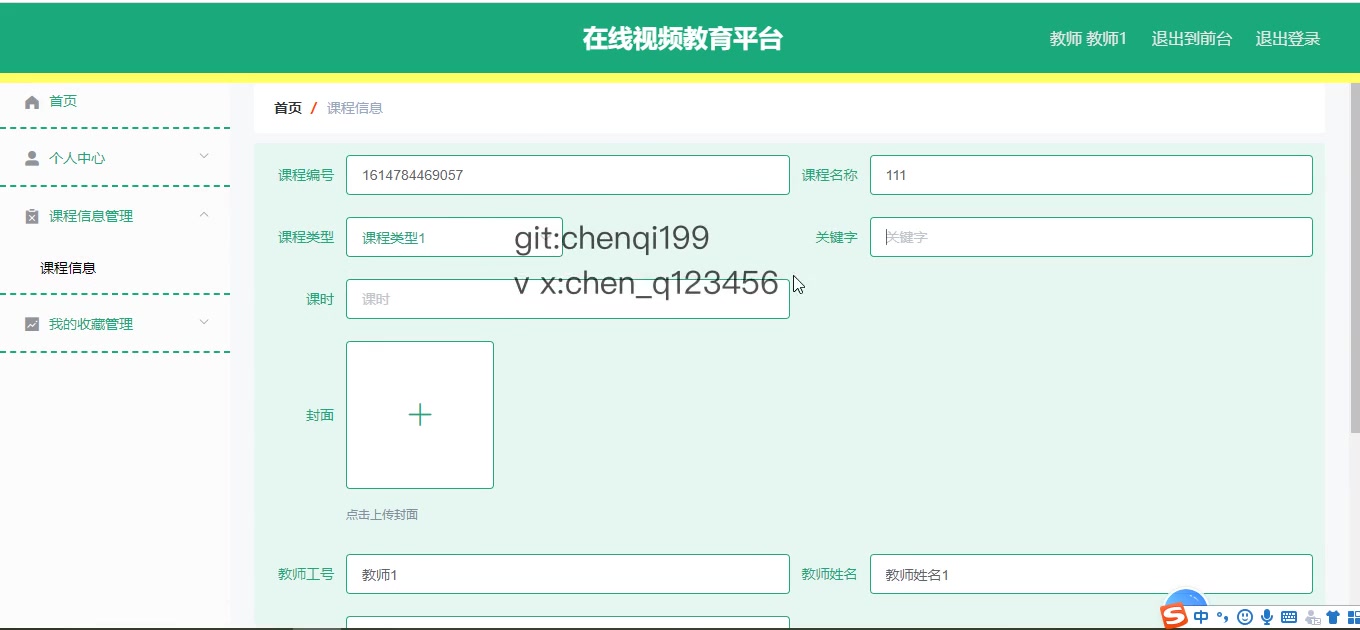 在线视频教育平台
教师 教师1 退出到前台 退出登录
首页
个人中心
课程信息管理
课程信息
我的收藏管理
首页 / 课程信息
课程编号 1614784469057 课程名称 111
课程类型 课程类型1 关键字 关键字
git:chenqi199
课时 课时
v x:chen_q123456
封面
点击上传封面
教师工号 教师1 教师姓名 教师姓名1
S 中